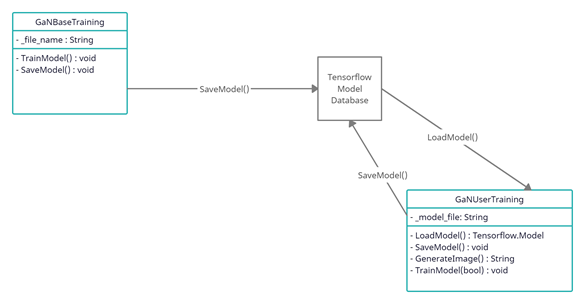 GaNBaseTraining
- _file_name : String
- TrainModel() : void
- SaveModel() : void
SaveModel()
Tensorflow
Model
Database
LoadModel()
SaveModel()
GaNUserTraining
- _model_file: String
- LoadModel() : Tensorflow.Model
- SaveModel() : void
- GenerateImage() : String
- TrainModel(bool) : void